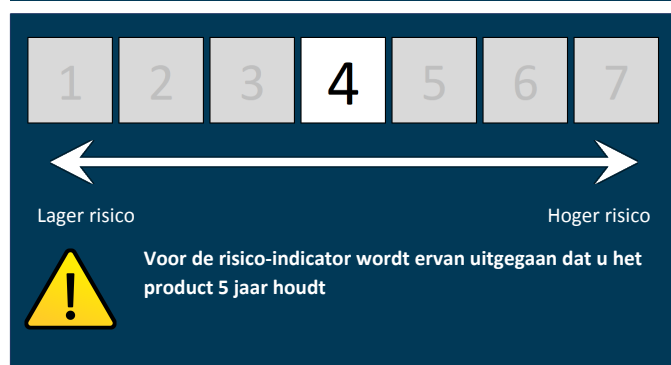 1 2 3 4 5 6 7
Lager risico Hoger risico
Voor de risico-indicator wordt ervan uitgegaan dat u het
product 5 jaar houdt